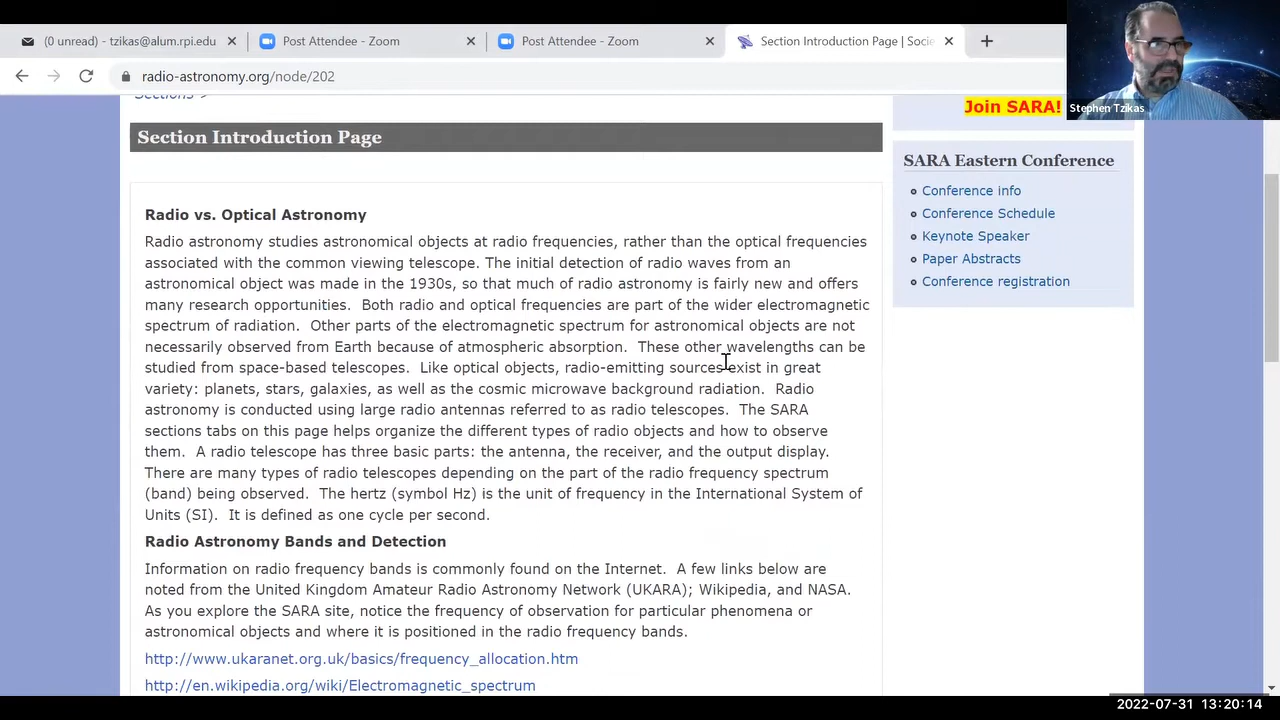 (0 unread) - tzikas@alum.rpi.edu
Post Attendee - Zoom
Post Attendee - Zoom
Section Introduction Page | Socie
radio-astronomy.org/node/202
Stephen Tzikas
Sections >
Join SARA!
Section Introduction Page
SARA Eastern Conference
Conference info
Conference Schedule
Keynote Speaker
Paper Abstracts
Conference registration
Radio vs. Optical Astronomy
Radio astronomy studies astronomical objects at radio frequencies, rather than the optical frequencies
associated with the common viewing telescope. The initial detection of radio waves from an
astronomical object was made in the 1930s, so that much of radio astronomy is fairly new and offers
many research opportunities.  Both radio and optical frequencies are part of the wider electromagnetic
spectrum of radiation.  Other parts of the electromagnetic spectrum for astronomical objects are not
necessarily observed from Earth because of atmospheric absorption.  These other wavelengths can be
studied from space-based telescopes.  Like optical objects, radio-emitting sources exist in great
variety: planets, stars, galaxies, as well as the cosmic microwave background radiation.  Radio
astronomy is conducted using large radio antennas referred to as radio telescopes.  The SARA
sections tabs on this page helps organize the different types of radio objects and how to observe
them.  A radio telescope has three basic parts: the antenna, the receiver, and the output display.
There are many types of radio telescopes depending on the part of the radio frequency spectrum
(band) being observed.  The hertz (symbol Hz) is the unit of frequency in the International System of
Units (SI).  It is defined as one cycle per second.
Radio Astronomy Bands and Detection
Information on radio frequency bands is commonly found on the Internet.  A few links below are
noted from the United Kingdom Amateur Radio Astronomy Network (UKARA); Wikipedia, and NASA.
As you explore the SARA site, notice the frequency of observation for particular phenomena or
astronomical objects and where it is positioned in the radio frequency bands.
http://www.ukaranet.org.uk/basics/frequency_allocation.htm
http://en.wikipedia.org/wiki/Electromagnetic_spectrum
2022-07-31 13:20:14